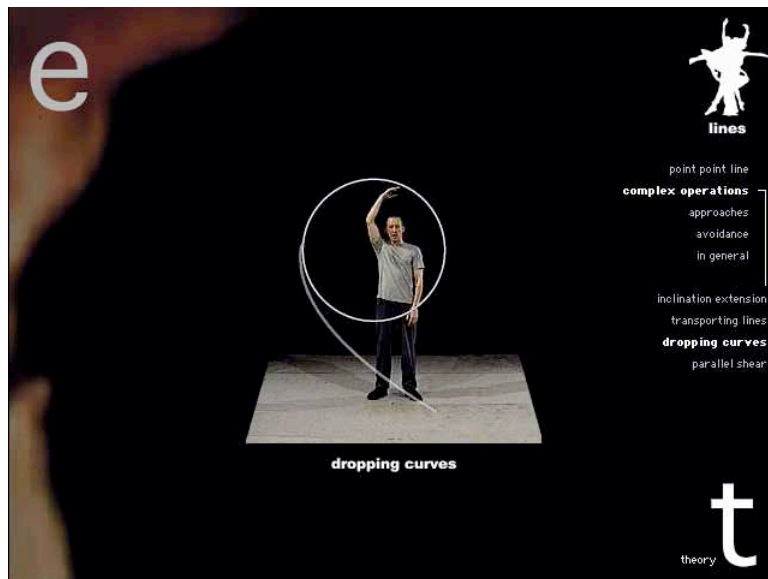 e
lines
point point line
complex operations
approaches
avoidance
in general
inclination extension
transporting lines
dropping curves
parallel shear
dropping curves
theory t